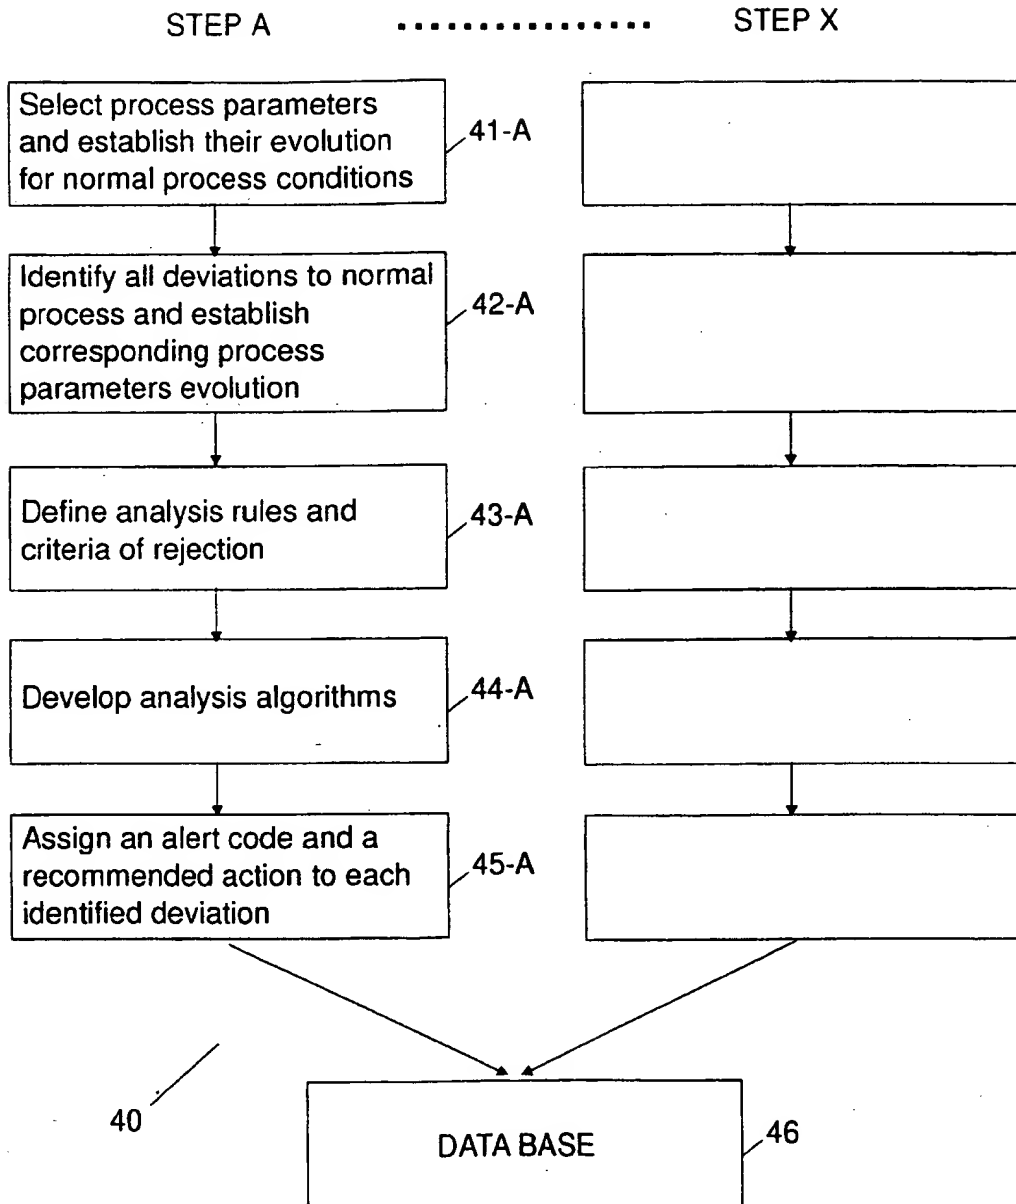 STEP A ............... STEP X
Select process parameters
and establish their evolution
for normal process conditions
41-A
Identify all deviations to normal
process and establish
corresponding process
parameters evolution
42-A
Define analysis rules and
criteria of rejection
43-A
Develop analysis algorithms
44-A
Assign an alert code and a
recommended action to each
identified deviation
45-A
40
DATA BASE
46